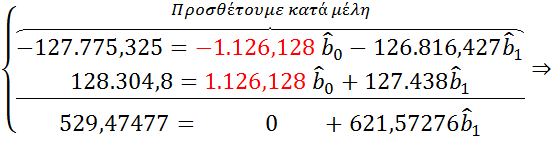 Προσθέτουμε κατά μέλη
−127.775,325 = −1.126,128 b̂₀ − 126.816,427b̂₁
128.304,8 = 1.126,128 b̂₀ + 127.438b̂₁ ⇒
529,47477 = 0 + 621,57276b̂₁